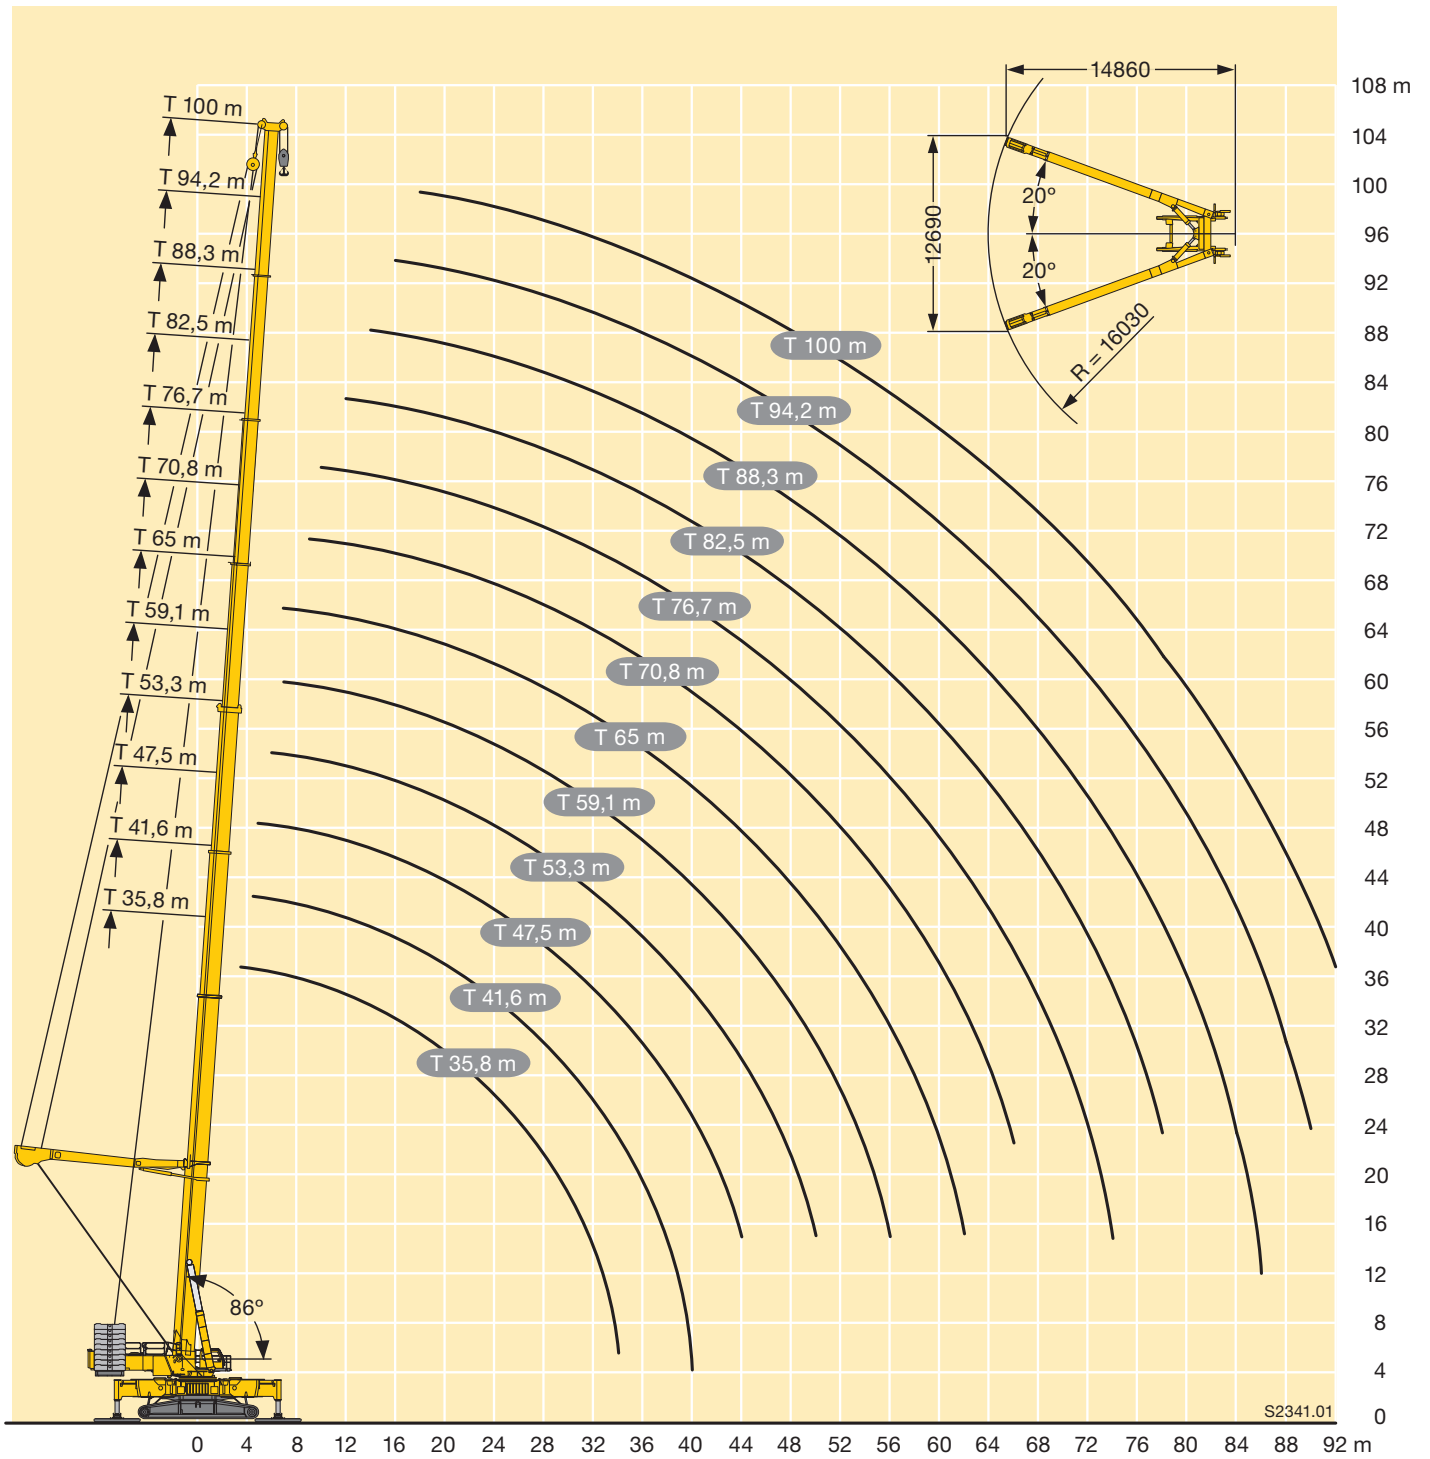 14860
108 m
T 100 m
104
T 94,2 m
100
20º
96
12690
T 88,3 m
20º
92
R = 16030
T 82,5 m
88
T 100 m
84
T 76,7 m
T 94,2 m
80
T 70,8 m
T 88,3 m
76
T 65 m
T 82,5 m
72
68
T 59,1 m
T 76,7 m
64
T 53,3 m
T 70,8 m
60
T 47,5 m
T 65 m
56
52
T 41,6 m
T 59,1 m
48
T 35,8 m
T 53,3 m
44
T 47,5 m
40
36
T 41,6 m
32
T 35,8 m
28
24
20
16
12
86º
8
4
S2341.01
0
0 4 8 12 16 20 24 28 32 36 40 44 48 52 56 60 64 68 72 76 80 84 88 92 m